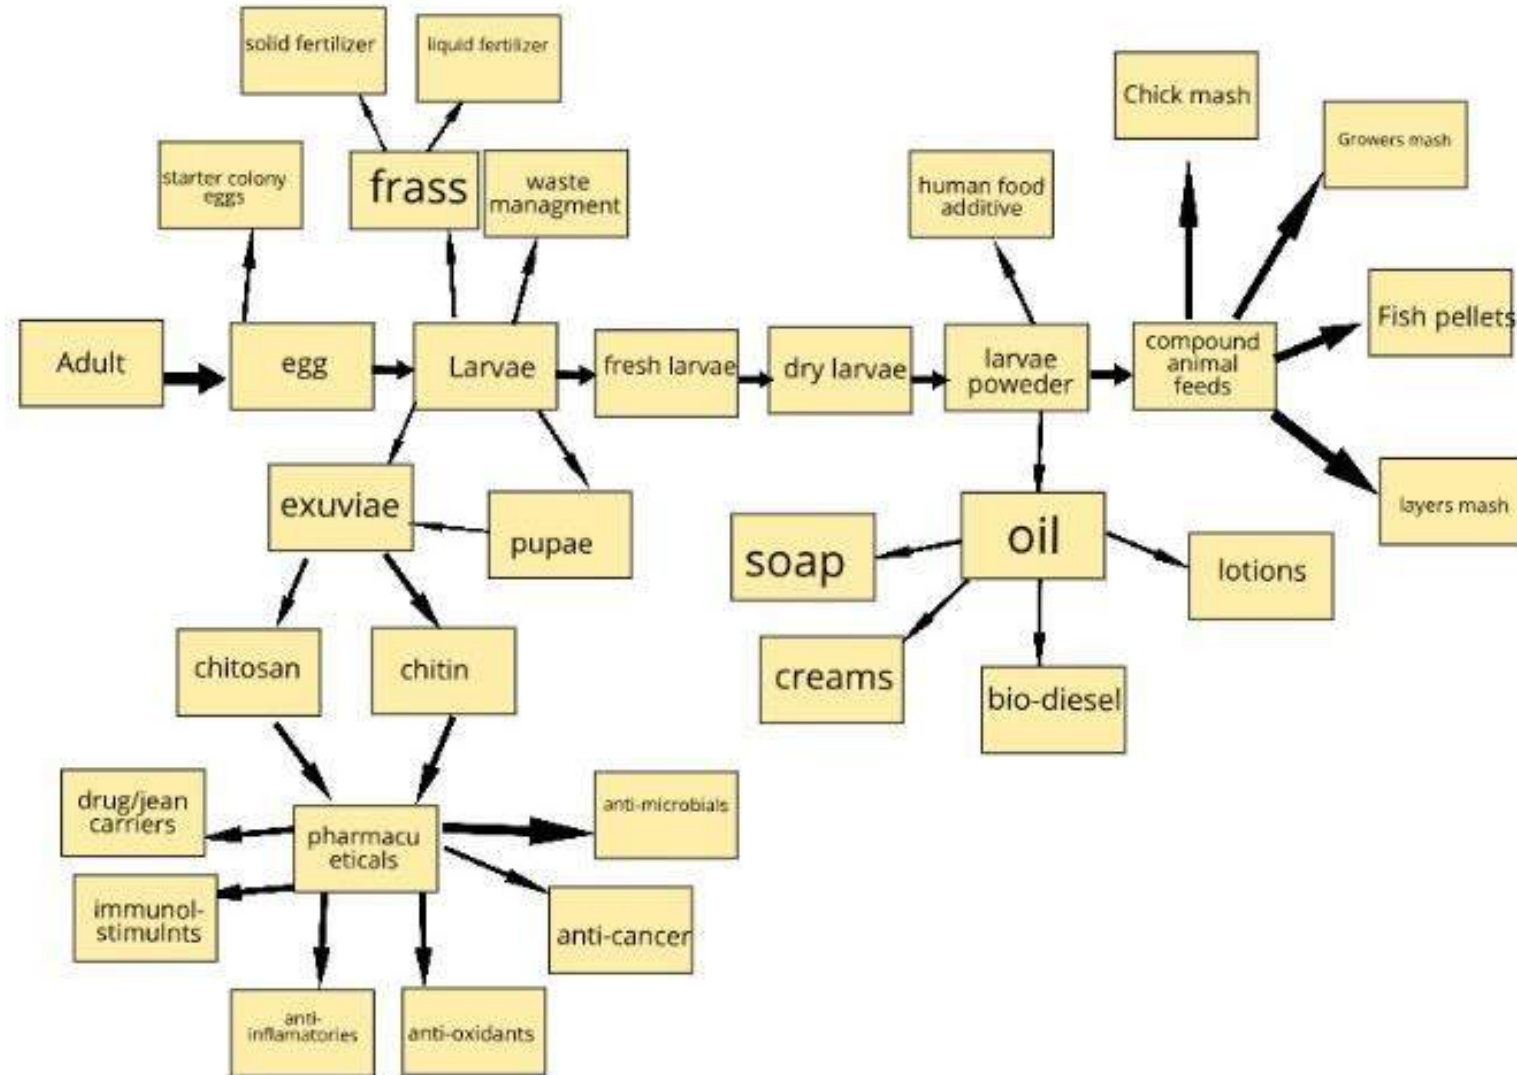 solid fertilizer
liquid fertilizer
Chick mash
Growers mash
starter colony
eggs
frass
waste
managment
human food
additive
Fish pellets
Adult
egg
Larvae
fresh larvae
dry larvae
larvae
poweder
compound
animal
feeds
exuviae
pupae
soap
oil
lotions
layers mash
chitosan
chitin
creams
bio-diesel
drug/jean
carriers
pharmacu
eticals
anti-microbials
immunol-
stimulnts
anti-cancer
anti-
inflamatories
anti-oxidants